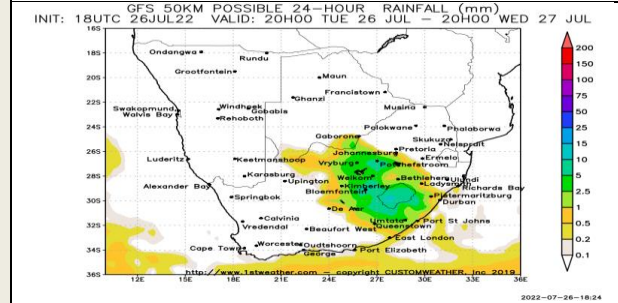 GFS 50KM POSSIBLE 24-HOUR RAINFALL (mm)
INIT: 18UTC 26JUL22 VALID: 20H00 TUE 26 JUL - 20H00 WED 27 JUL
16S
200
Ondangwa
Rundu
150
18S
Grootfontein
100
Maun
20S
75
Francistown
Ghanzi
50
22S
Windhoek
Gobabis
Musina
Swakopmund
Walvis Bay
Rehoboth
25
24S
Polokwane
Phalaborwa
15
Gaborone
Skukuza
Pretoria
Nelspruit
26S
Johannesburg
10
Luderitz
Keetmanshoop
Vryburg
Potchefstroom
Ermelo
5
28S
Karasburg
Welkom
Bethlehem
Ulundi
Upington
Kimberley
Ladysmith
Richards Bay
2.5
Alexander Bay
Bloemfontein
30S
Springbok
Pietermaritzburg
1
De Aar
Durban
Calvinia
Umtata
Port St Johns
0.5
32S
Vredendal
Beaufort West
Queenstown
0.2
East London
34S
Cape Town
Worcester
Oudtshoorn
0.1
George
Port Elizabeth
36S
http://www.1stweather.com - copyright CUSTOMWEATHER, Inc 2019
12E 15E 18E 21E 24E 27E 30E 33E 36E
2022-07-26-18:24